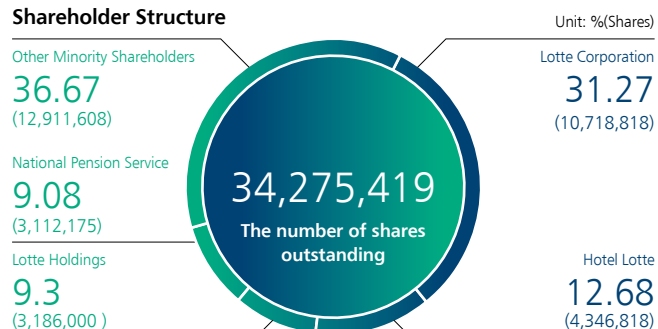 Shareholder Structure
Unit: %(Shares)
Other Minority Shareholders
36.67
(12,911,608)
National Pension Service
9.08
(3,112,175)
Lotte Holdings
9.3
(3,186,000 )
34,275,419
The number of shares
outstanding
Lotte Corporation
31.27
(10,718,818)
Hotel Lotte
12.68
(4,346,818)